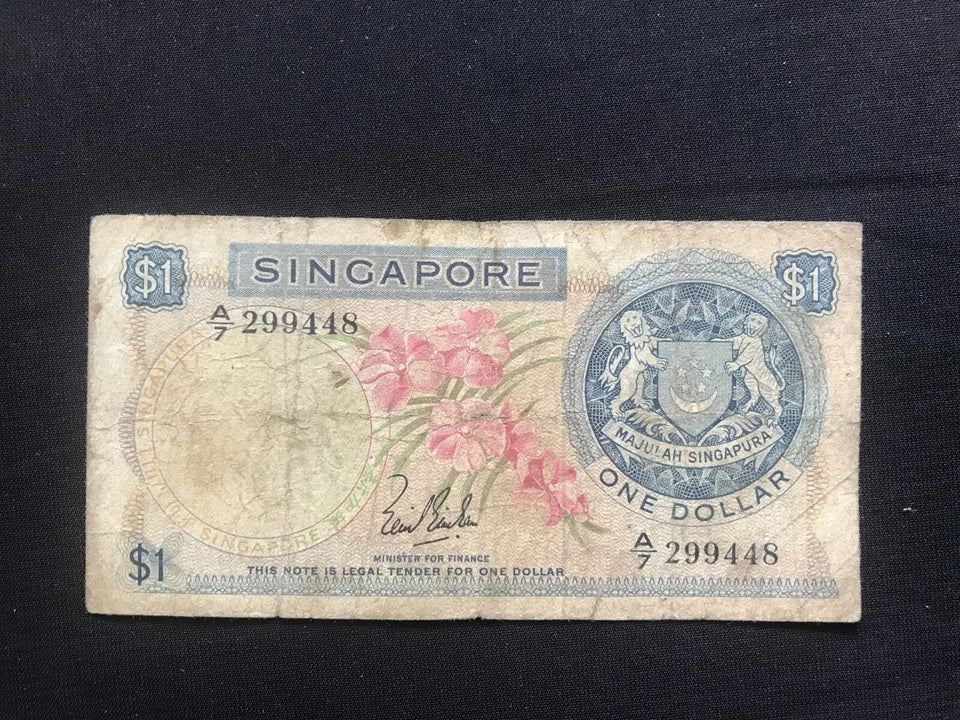 $1
SINGAPORE
$1
A/7 299448
MAJULAH SINGAPURA
ONE DOLLAR
SINGAPORE
A/7 299448
MINISTER FOR FINANCE
THIS NOTE IS LEGAL TENDER FOR ONE DOLLAR
$1